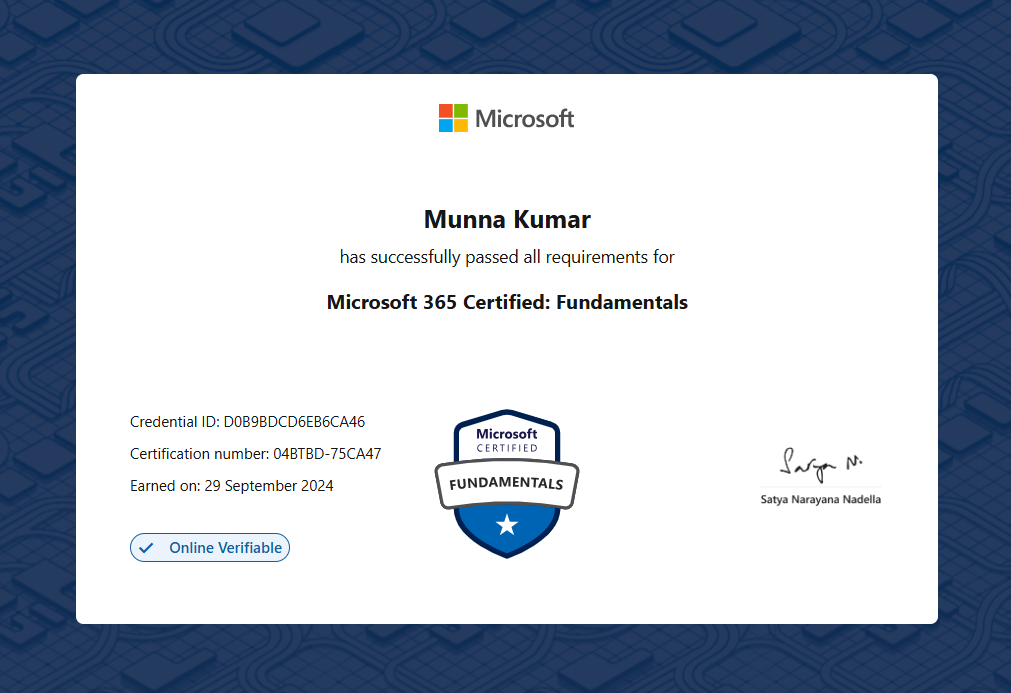 Microsoft
Munna Kumar
has successfully passed all requirements for
Microsoft 365 Certified: Fundamentals
Credential ID: D0B9BDCD6EB6CA46
Certification number: 04BTBD-75CA47
Earned on: 29 September 2024
Online Verifiable
Microsoft
CERTIFIED
FUNDAMENTALS
Satya N.
Satya Narayana Nadella